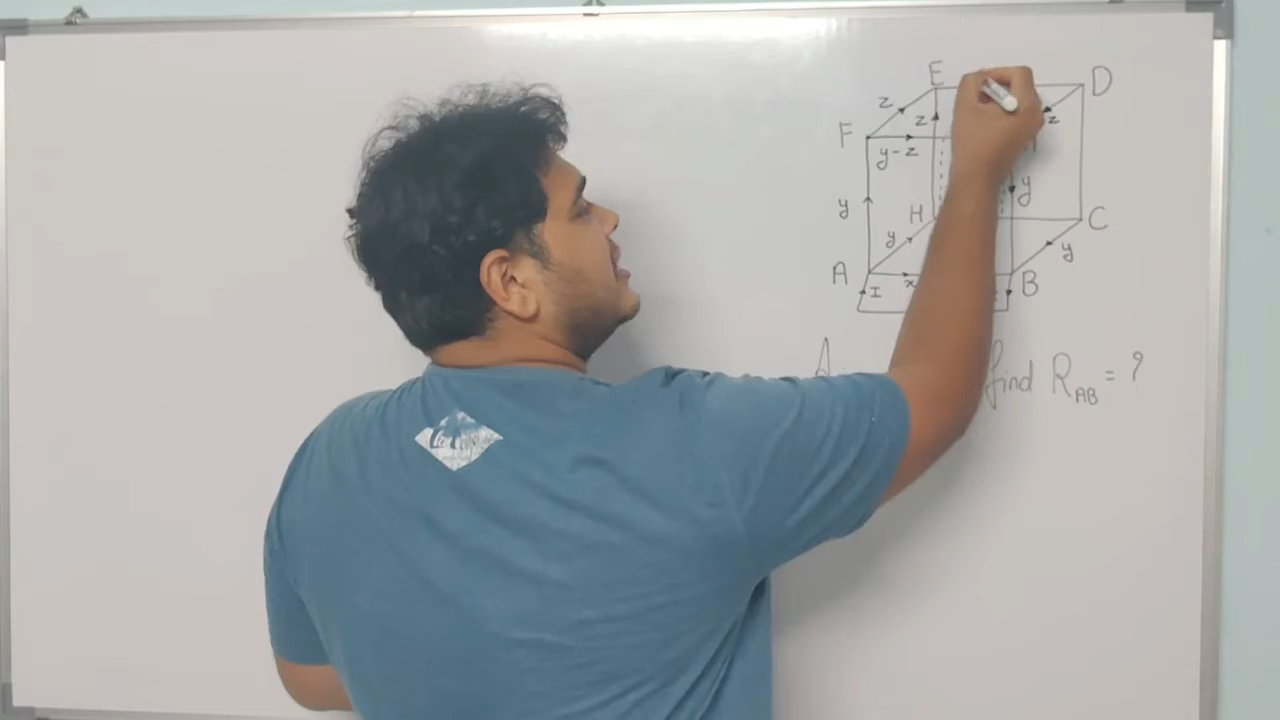 E D
z z z
F
y-z
y y
H C
y y
A I x B
find R_AB = ?